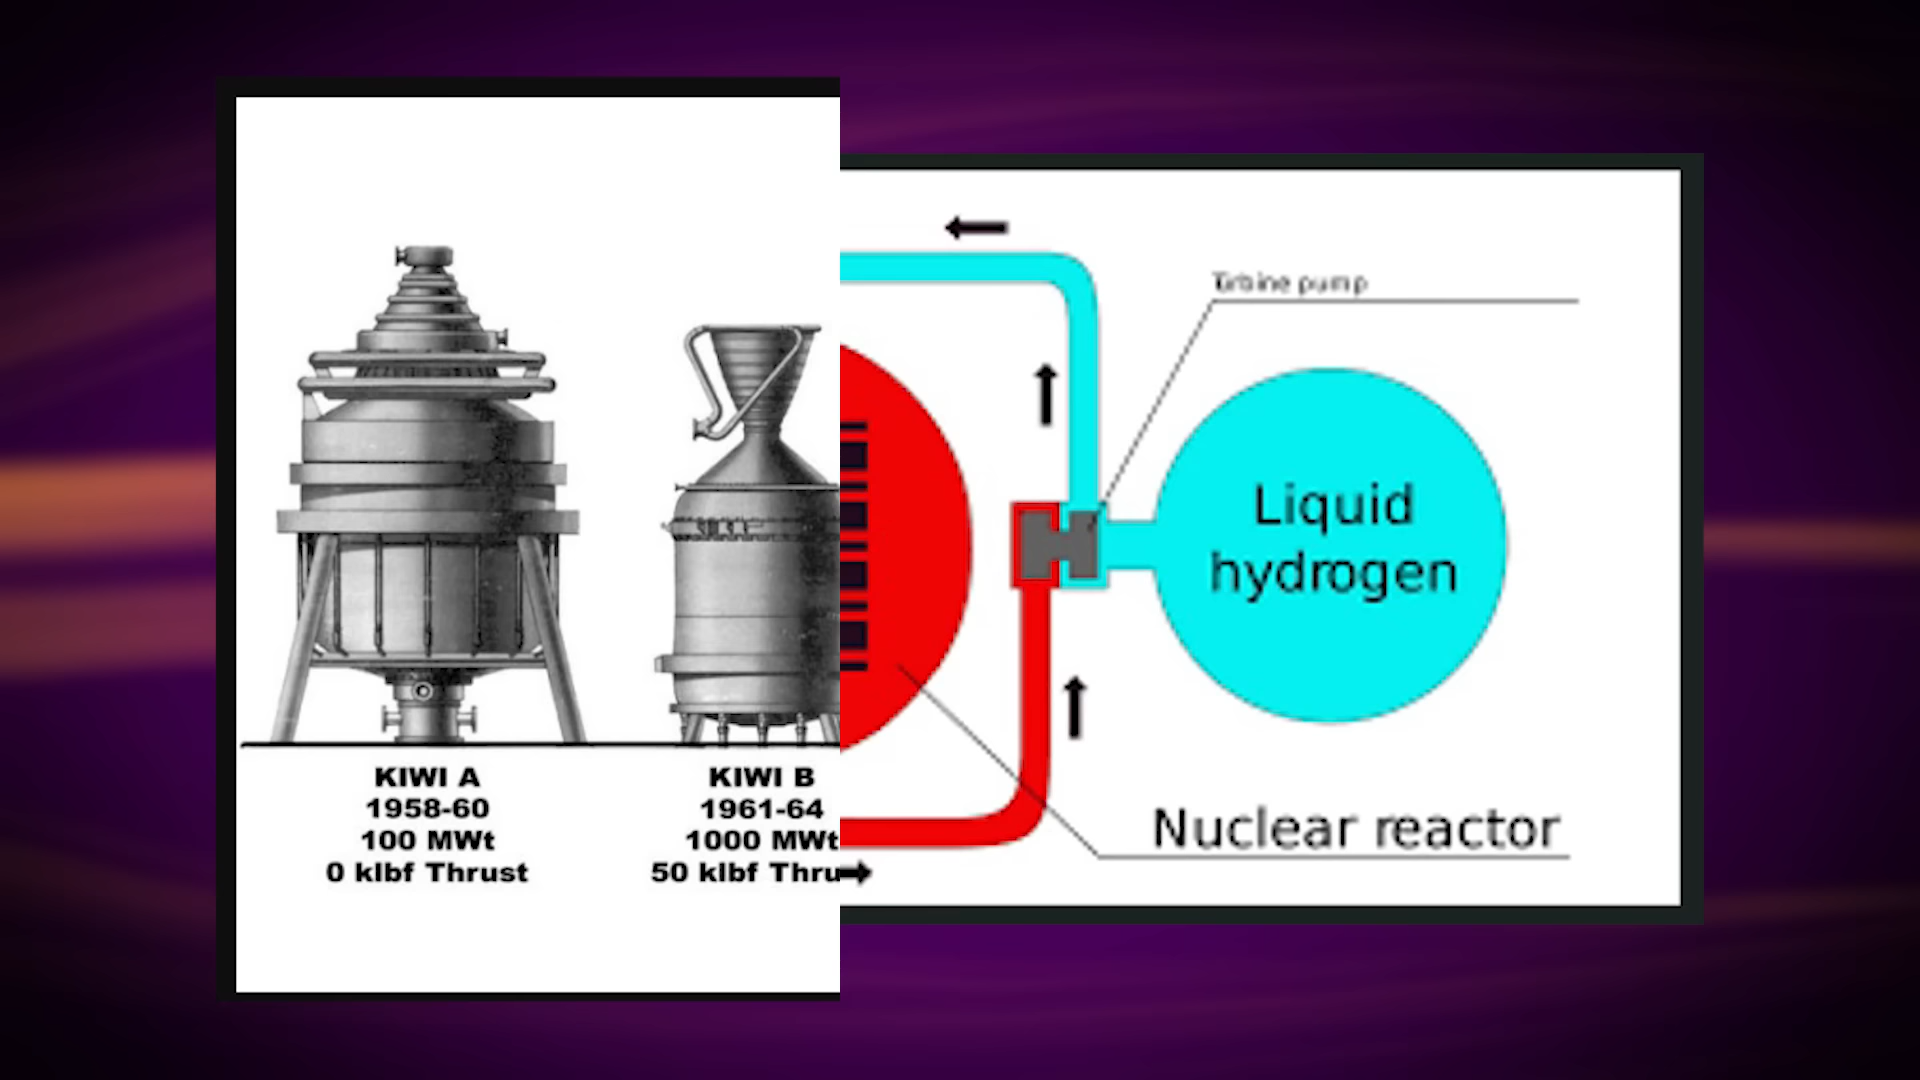 KIWI A
1958-60
100 MWt
0 klbf Thrust
KIWI B
1961-64
1000 MWt
50 klbf Thru
Turbine pump
Liquid
hydrogen
Nuclear reactor